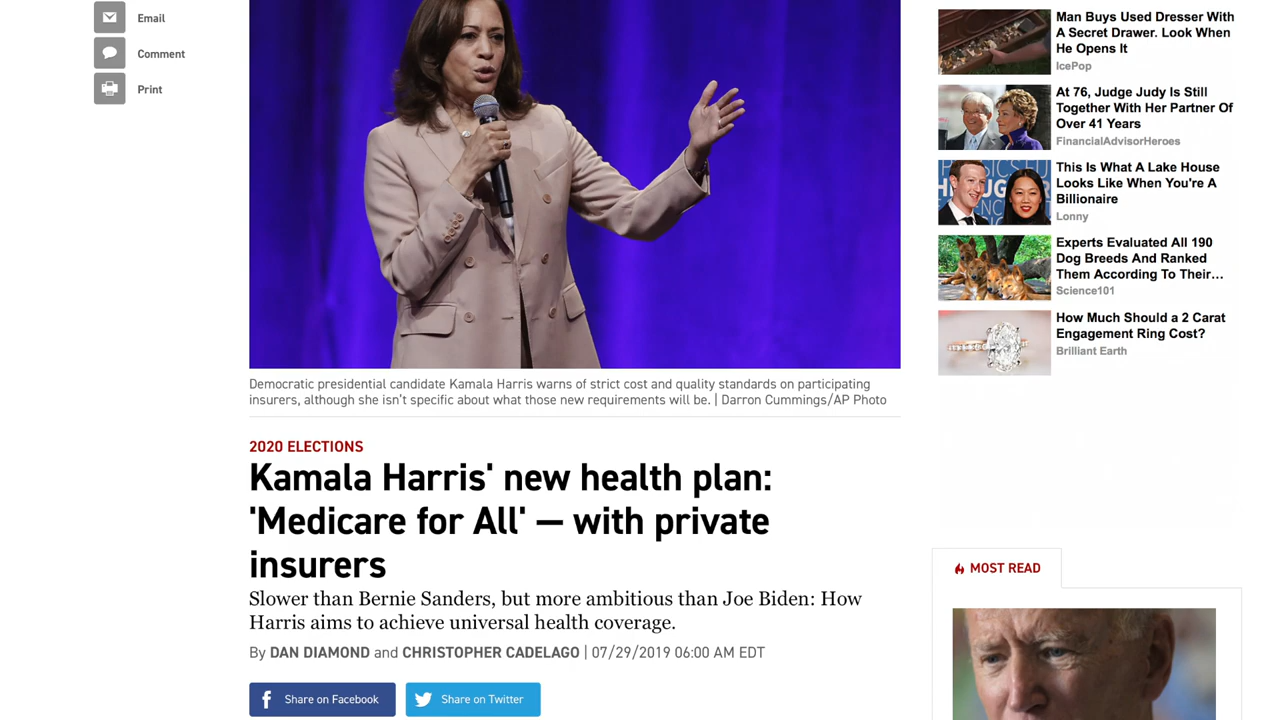 Email
Comment
Print
Democratic presidential candidate Kamala Harris warns of strict cost and quality standards on participating
insurers, although she isn't specific about what those new requirements will be. | Darron Cummings/AP Photo
2020 ELECTIONS
Kamala Harris' new health plan:
'Medicare for All' — with private
insurers
Slower than Bernie Sanders, but more ambitious than Joe Biden: How
Harris aims to achieve universal health coverage.
By DAN DIAMOND and CHRISTOPHER CADELAGO | 07/29/2019 06:00 AM EDT
Share on Facebook
Share on Twitter
Man Buys Used Dresser With
A Secret Drawer. Look When
He Opens It
IcePop
At 76, Judge Judy Is Still
Together With Her Partner Of
Over 41 Years
FinancialAdvisorHeroes
This Is What A Lake House
Looks Like When You're A
Billionaire
Lonny
Experts Evaluated All 190
Dog Breeds And Ranked
Them According To Their...
Science101
How Much Should a 2 Carat
Engagement Ring Cost?
Brilliant Earth
MOST READ